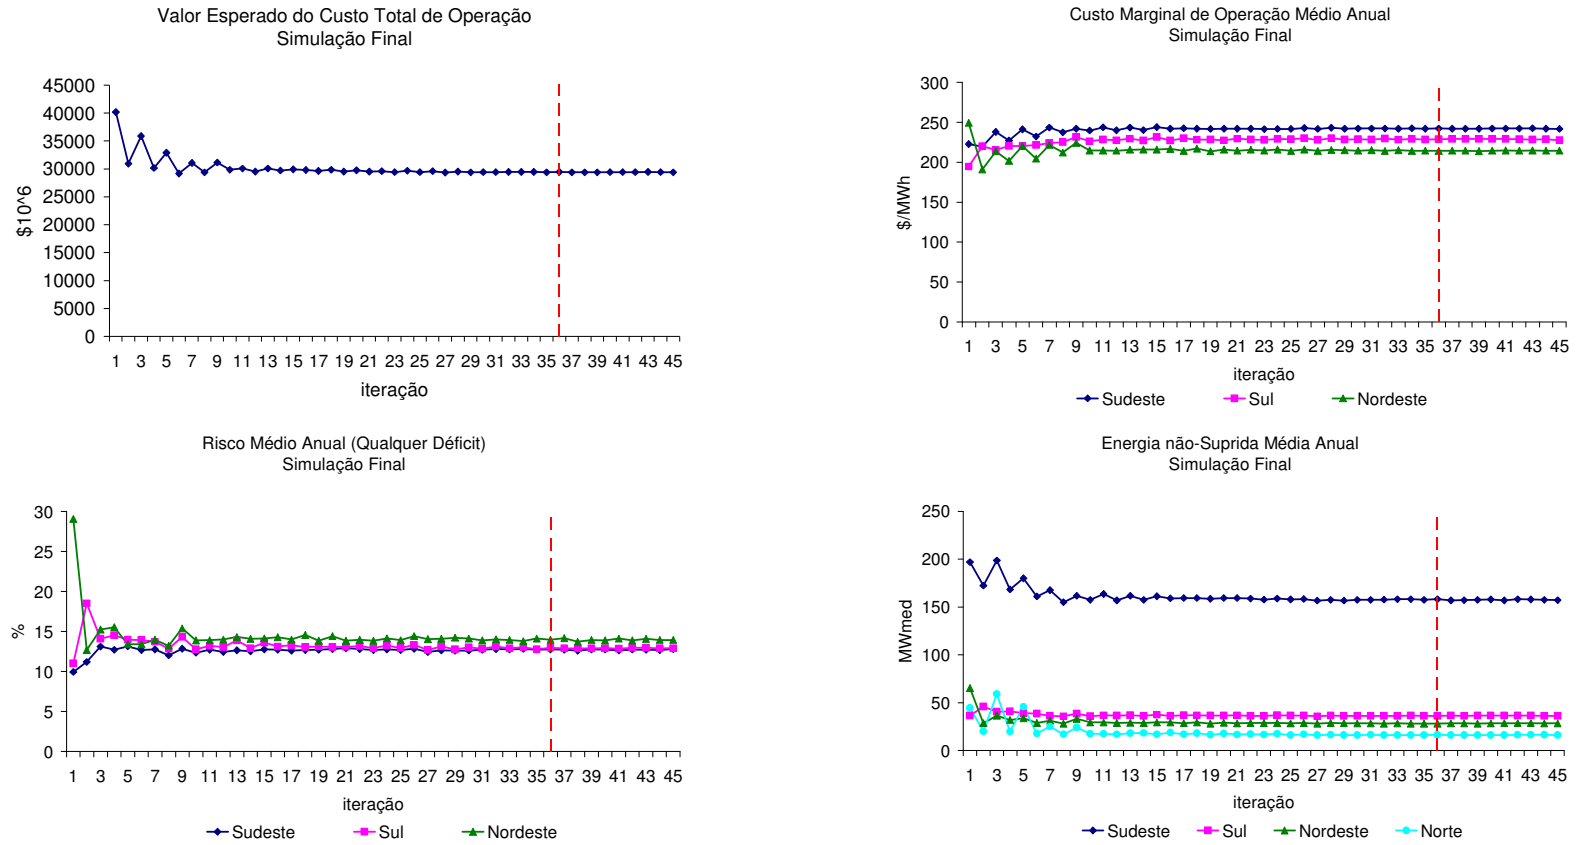 Valor Esperado do Custo Total de Operação
Simulação Final
45000
40000
35000
30000
25000
20000
15000
10000
5000
0
$10^6
1 3 5 7 9 11 13 15 17 19 21 23 25 27 29 31 33 35 37 39 41 43 45
iteração
Custo Marginal de Operação Médio Anual
Simulação Final
300
250
200
150
100
50
0
$/MWh
1 3 5 7 9 11 13 15 17 19 21 23 25 27 29 31 33 35 37 39 41 43 45
iteração
Sudeste Sul Nordeste
Risco Médio Anual (Qualquer Déficit)
Simulação Final
30
25
20
15
10
5
0
%
1 3 5 7 9 11 13 15 17 19 21 23 25 27 29 31 33 35 37 39 41 43 45
iteração
Sudeste Sul Nordeste
Energia não-Suprida Média Anual
Simulação Final
250
200
150
100
50
0
MWmed
1 3 5 7 9 11 13 15 17 19 21 23 25 27 29 31 33 35 37 39 41 43 45
iteração
Sudeste Sul Nordeste Norte